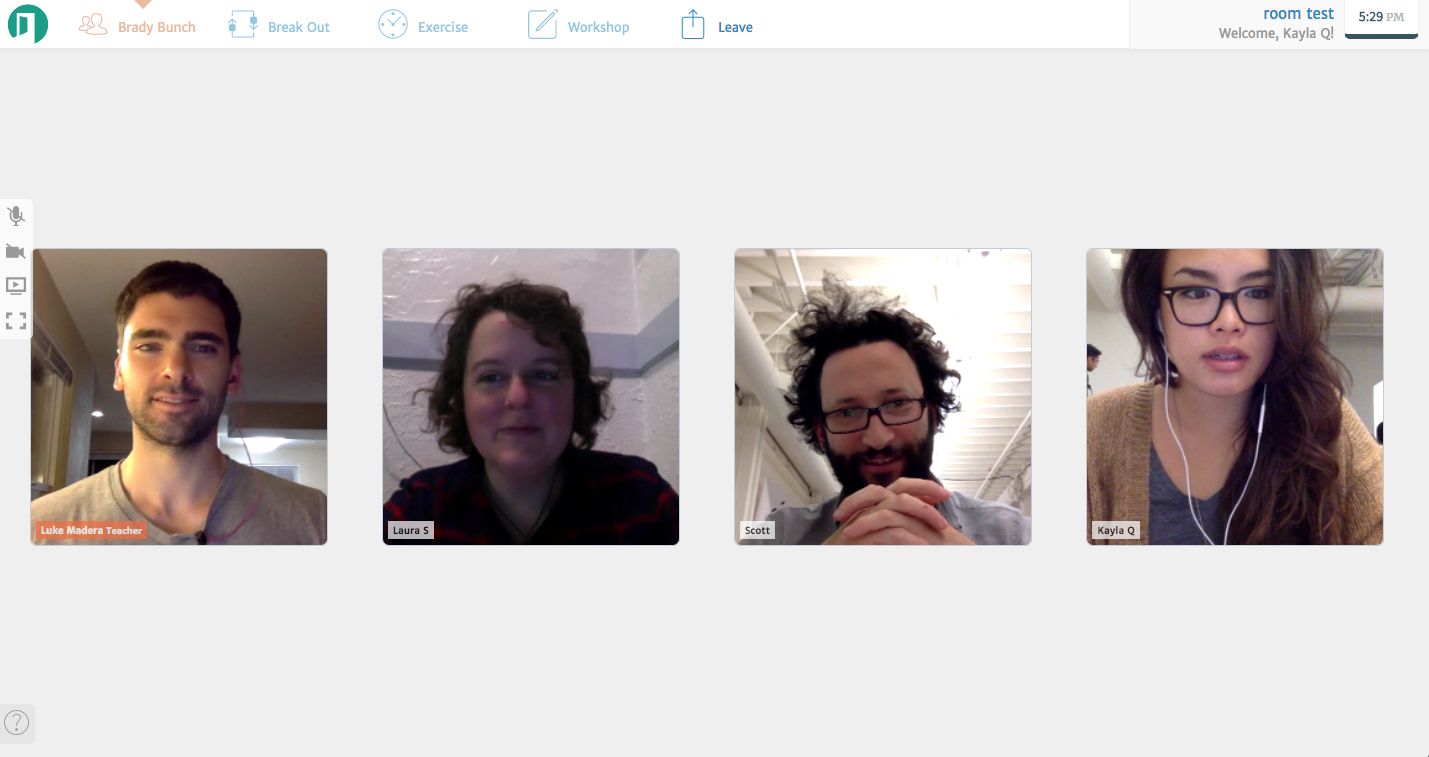 Brady Bunch
Break Out
Exercise
Workshop
Leave
room test
Welcome, Kayla Q!
5:29 PM
Luke Madera Teacher
Laura S
Scott
Kayla Q
?